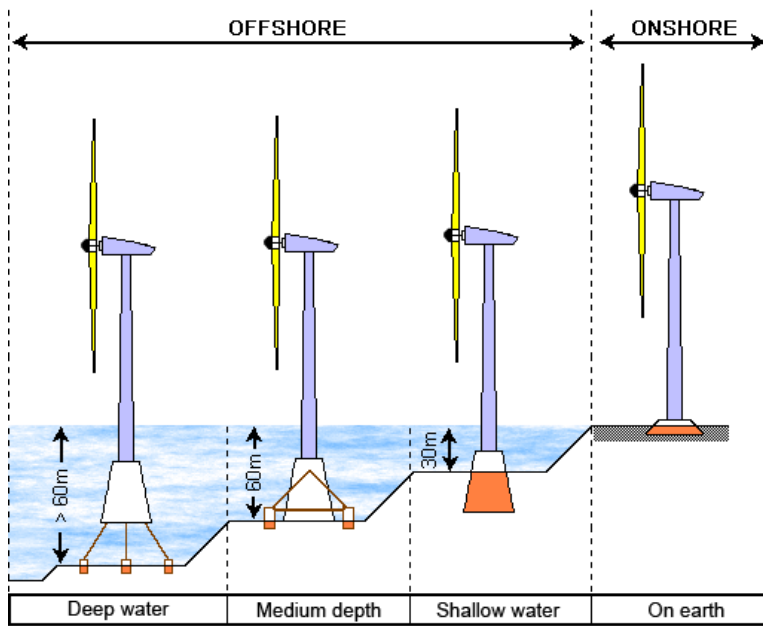 OFFSHORE
ONSHORE
> 60m
60m
30m
Deep water
Medium depth
Shallow water
On earth